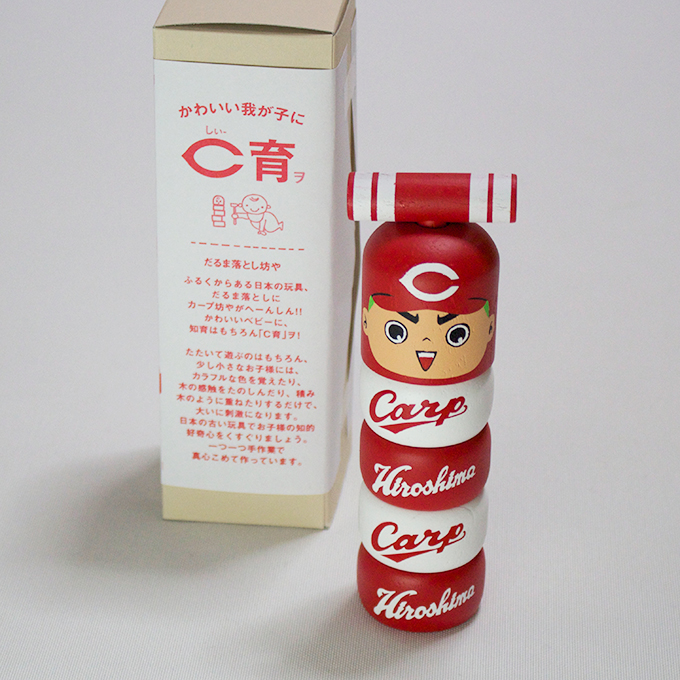 かわいい我が子に
しぃー
C育ヲ
だるま落とし坊や
ふるくからある日本の玩具、
だるま落としに
カープ坊やがへーんしん!!
かわいいベビーに、
知育はもちろん「C育」ヲ!
たたいて遊ぶのはもちろん、
少し小さなお子様には、
カラフルな色を覚えたり、
木の感触をたのしんだり、積み
木のように重ねたりするだけで、
大いに刺激になります。
日本の古い玩具でお子様の知的
好奇心をくすぐりましょう。
一つ一つ手作業で
真心こめて作っています。
C
Carp
Hiroshima
Carp
Hiroshima